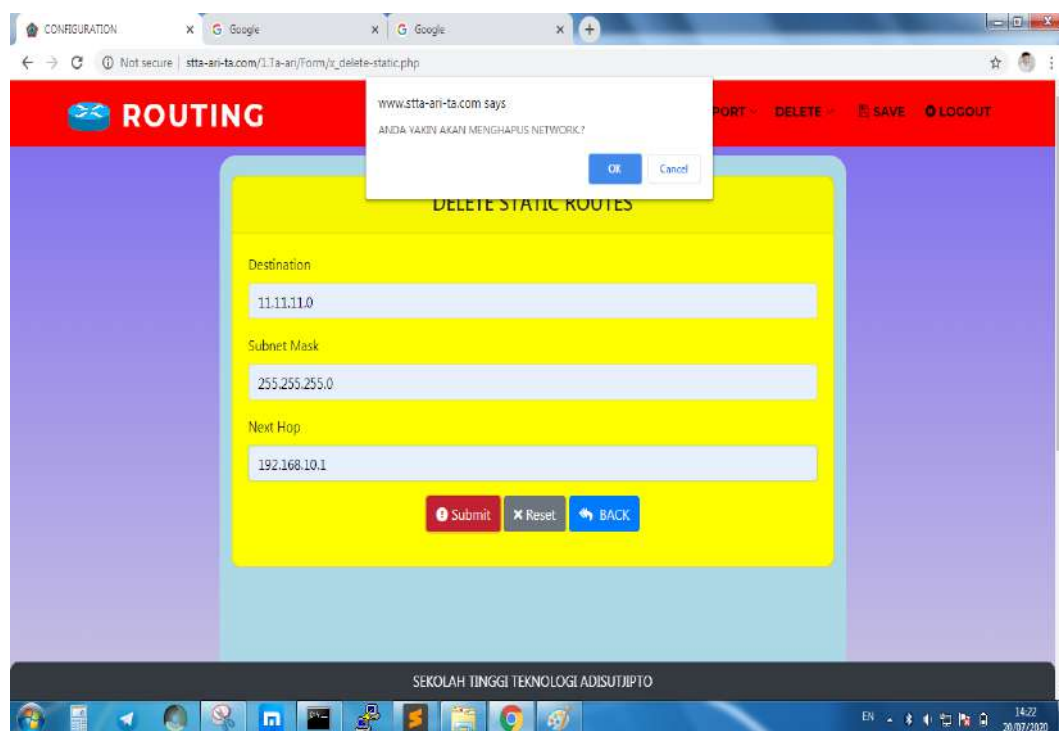 CONFIGURATION
Google
Google
Not secure
stta-ari-ta.com/1.Ta-ari/Form/z_delete-static.php
ROUTING
www.stta-ari-ta.com says
ANDA YAKIN AKAN MENGHAPUS NETWORK.?
OK
Cancel
PORT
DELETE
SAVE
LOGOUT
DELETE STATIC ROUTES
Destination
11.11.11.0
Subnet Mask
255.255.255.0
Next Hop
192.168.10.1
Submit
Reset
BACK
SEKOLAH TINGGI TEKNOLOGI ADISUTJIPTO
EN
14:22
20/07/2020